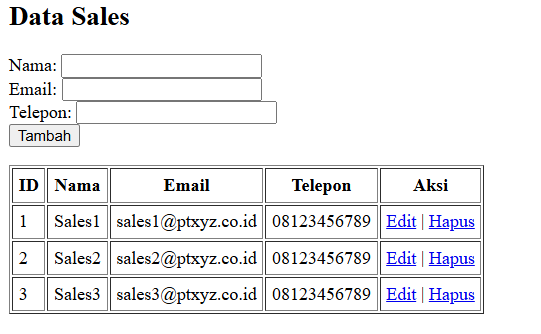 Data Sales
Nama:
Email:
Telepon:
Tambah
ID Nama Email Telepon Aksi
1 Sales1 sales1@ptxyz.co.id 08123456789 Edit | Hapus
2 Sales2 sales2@ptxyz.co.id 08123456789 Edit | Hapus
3 Sales3 sales3@ptxyz.co.id 08123456789 Edit | Hapus